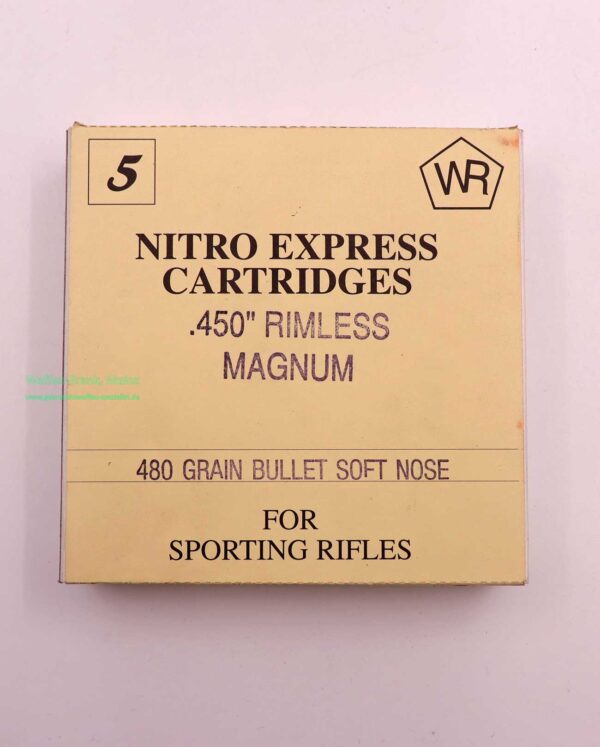 5
WR
NITRO EXPRESS
CARTRIDGES
.450" RIMLESS
MAGNUM
480 GRAIN BULLET SOFT NOSE
FOR
SPORTING RIFLES